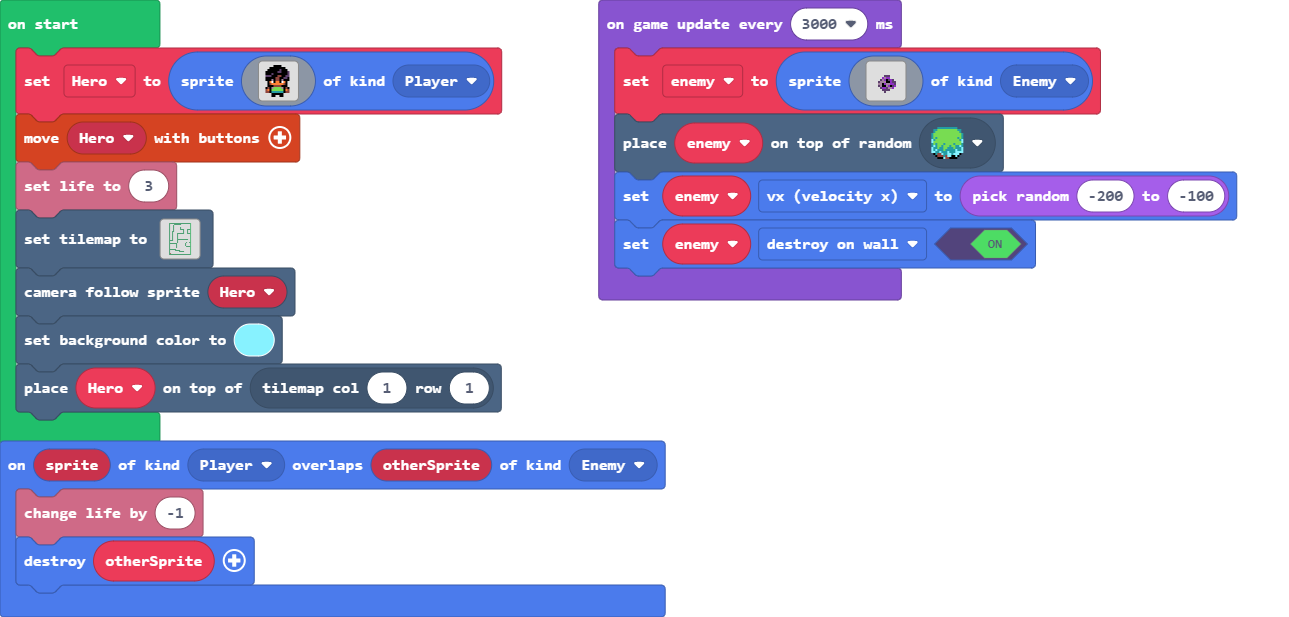 on start
set Hero to sprite of kind Player
move Hero with buttons
set life to 3
set tilemap to
camera follow sprite Hero
set background color to
place Hero on top of tilemap col 1 row 1
on sprite of kind Player overlaps otherSprite of kind Enemy
change life by -1
destroy otherSprite
on game update every 3000 ms
set enemy to sprite of kind Enemy
place enemy on top of random
set enemy vx (velocity x) to pick random -200 to -100
set enemy destroy on wall ON